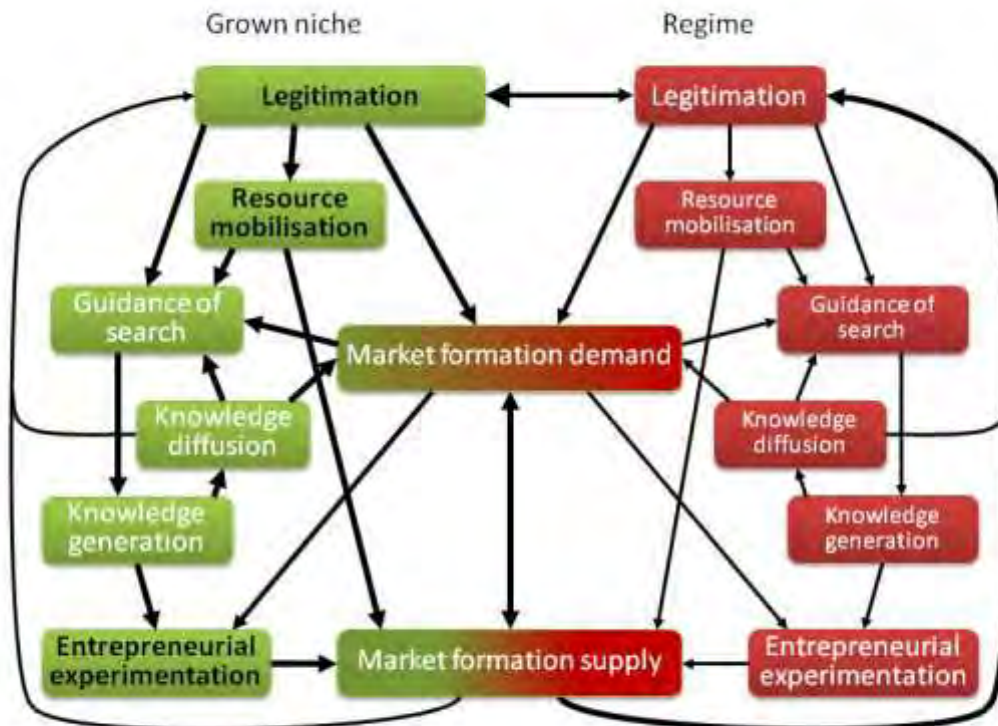 Grown niche
Regime
Legitimation
Legitimation
Resource
mobilisation
Resource
mobilisation
Guidance of
search
Guidance of
search
Market formation demand
Knowledge
diffusion
Knowledge
diffusion
Knowledge
generation
Knowledge
generation
Entrepreneurial
experimentation
Market formation supply
Entrepreneurial
experimentation